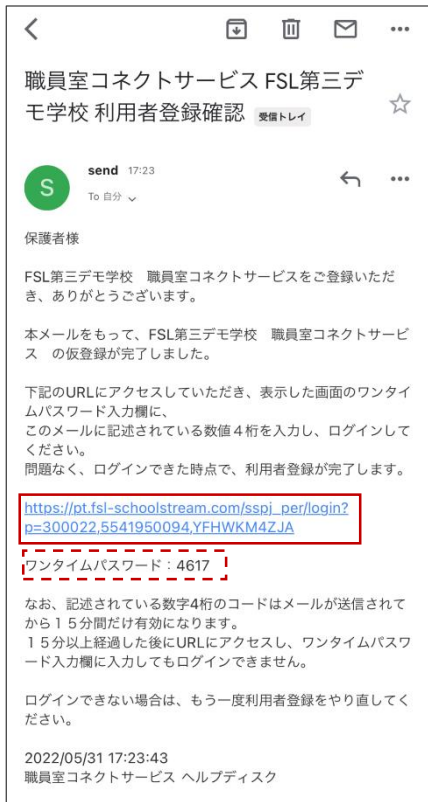 職員室コネクトサービス FSL第三デ
モ学校 利用者登録確認 受信トレイ
S
send 17:23
To 自分
保護者様
FSL第三デモ学校　職員室コネクトサービスをご登録いただ
き、ありがとうございます。
本メールをもって、FSL第三デモ学校　職員室コネクトサービ
ス　の仮登録が完了しました。
下記のURLにアクセスしていただき、表示した画面のワンタイ
ムパスワード入力欄に、
このメールに記述されている数値４桁を入力し、ログインして
ください。
問題なく、ログインできた時点で、利用者登録が完了します。
https://pt.fsl-schoolstream.com/sspj_per/login?
p=300022,5541950094,YFHWKM4ZJA
ワンタイムパスワード：4617
なお、記述されている数字4桁のコードはメールが送信されて
から１５分間だけ有効になります。
１５分以上経過した後にURLにアクセスし、ワンタイムパスワ
ード入力欄に入力してもログインできません。
ログインできない場合は、もう一度利用者登録をやり直してく
ださい。
2022/05/31 17:23:43
職員室コネクトサービス ヘルプディスク